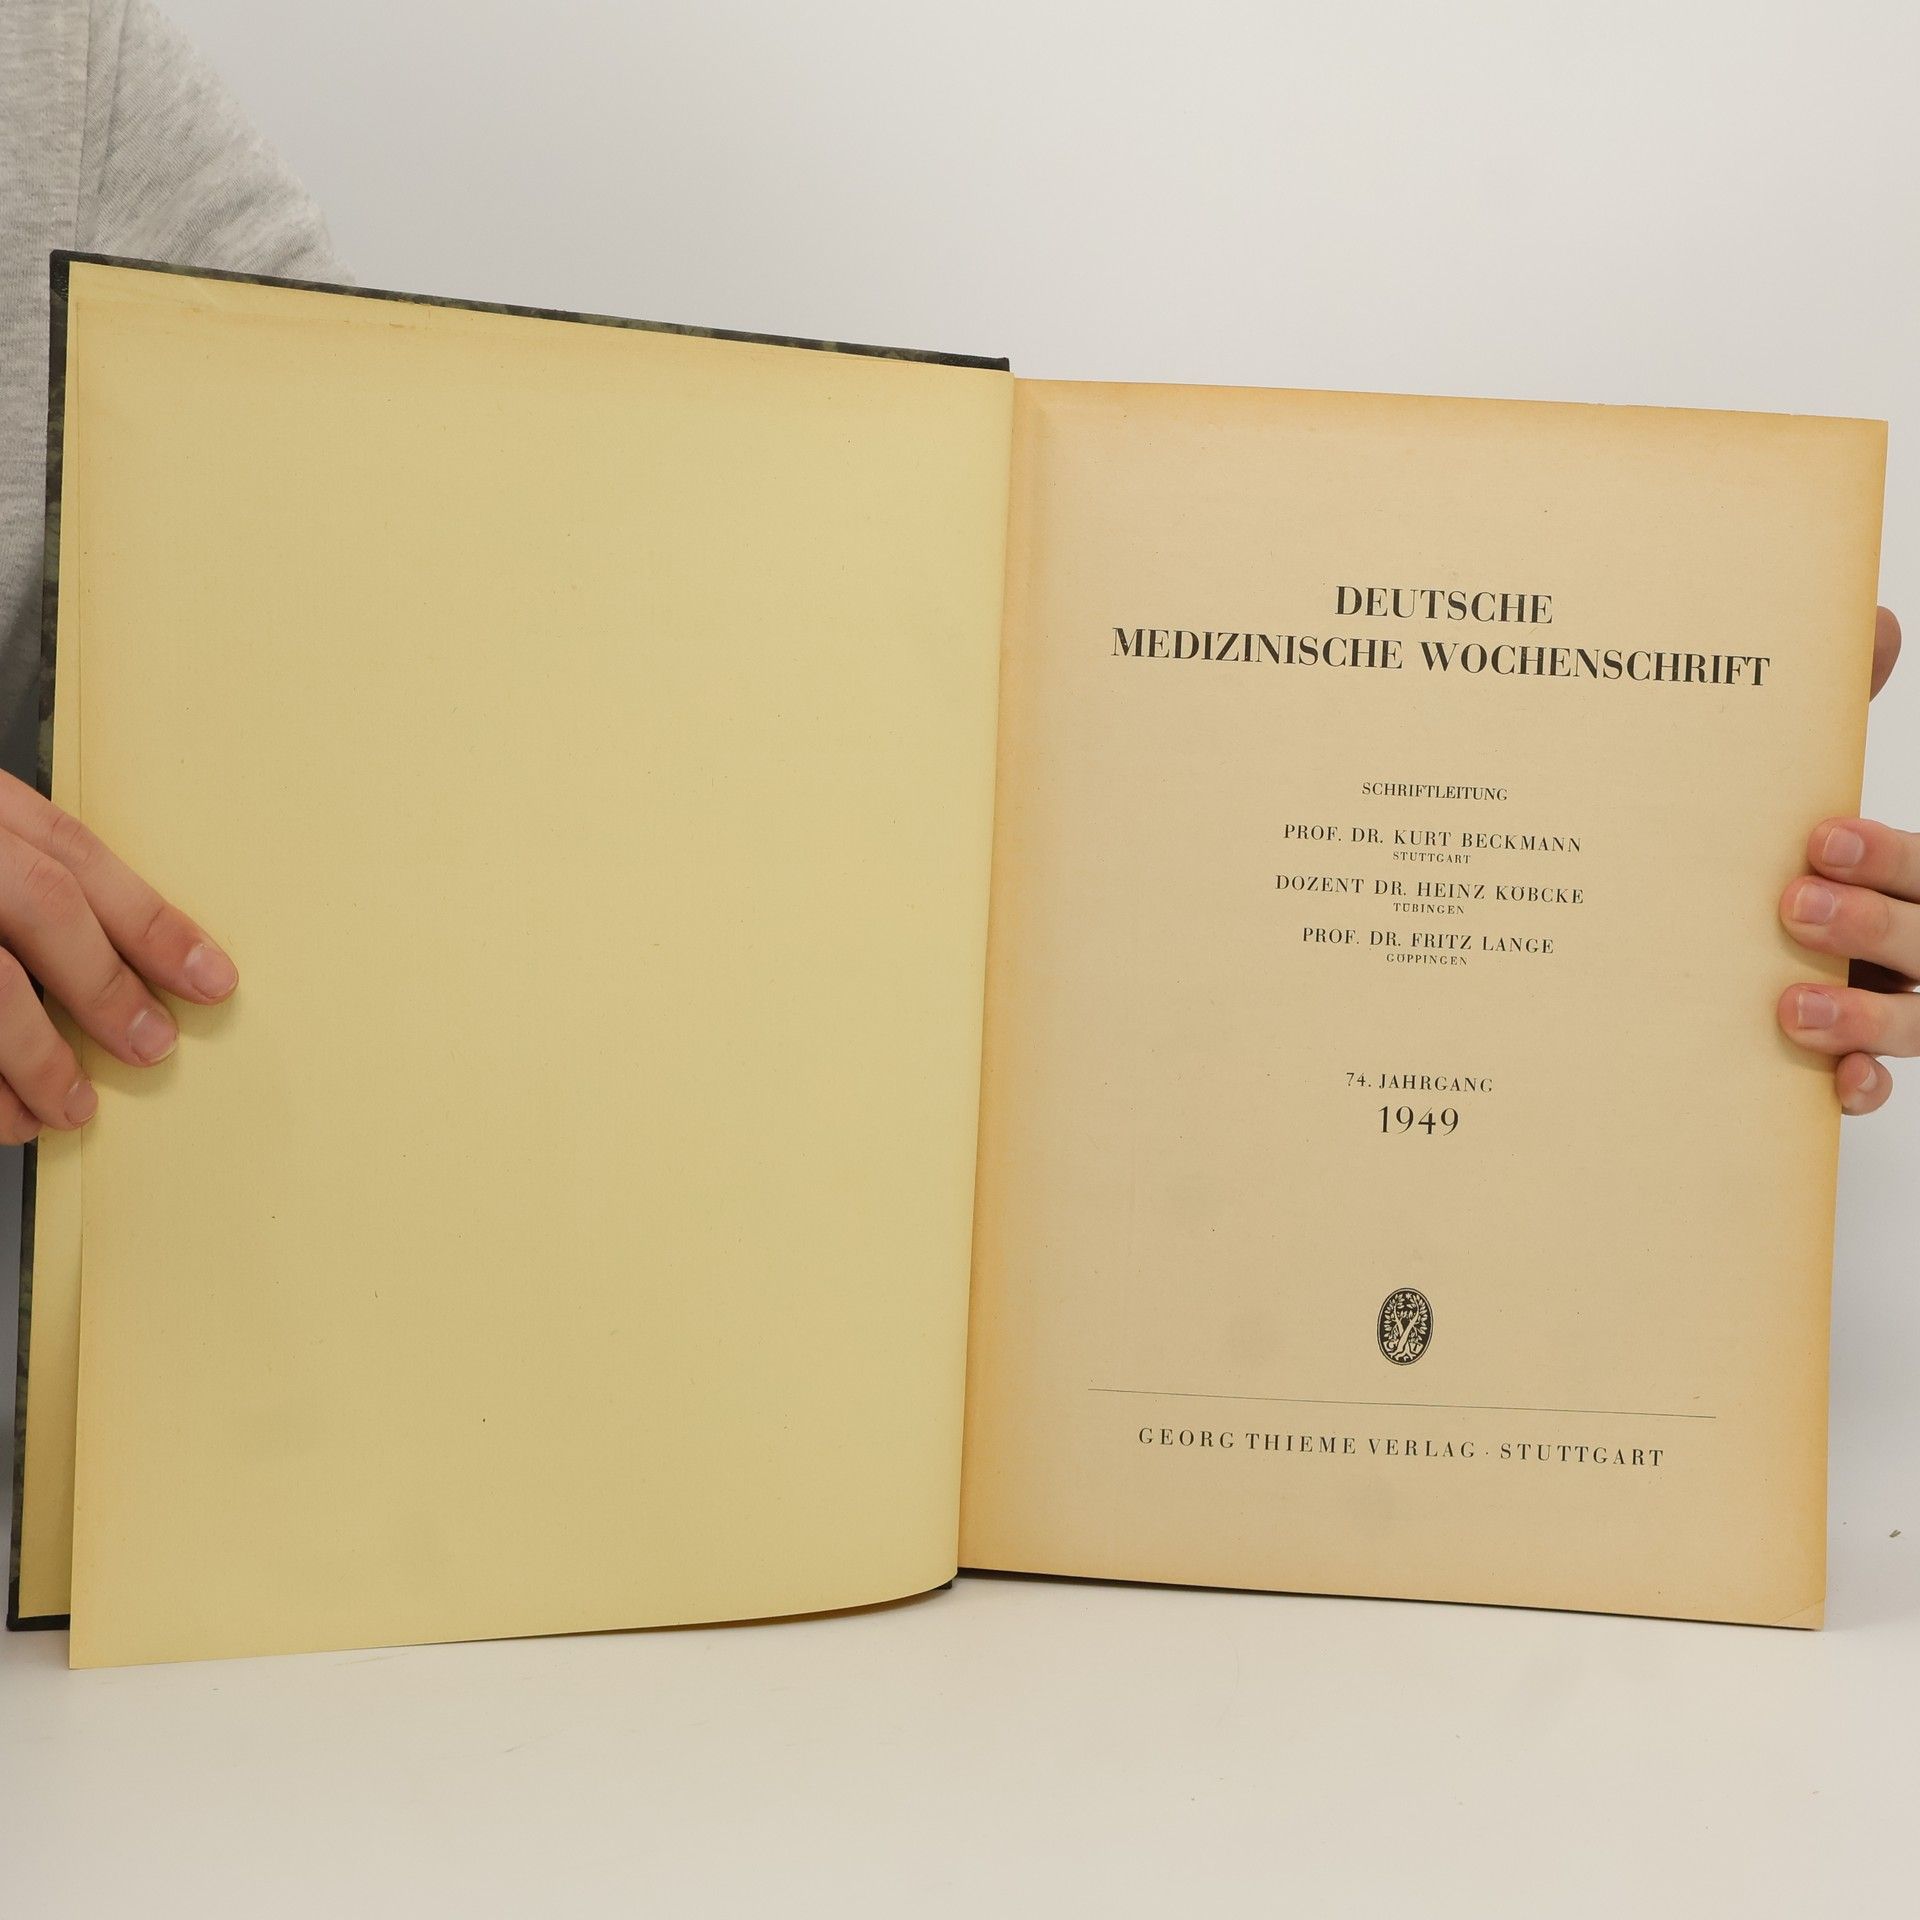 DEUTSCHE
MEDIZINISCHE WOCHENSCHRIFT
SCHRIFTLEITUNG
PROF. DR. KURT BECKMANN
STUTTGART
DOZENT DR. HEINZ KÖBCKE
TÜBINGEN
PROF. DR. FRITZ LANGE
GÖPPINGEN
74. JAHRGANG
1949
GEORG THIEME VERLAG · STUTTGART